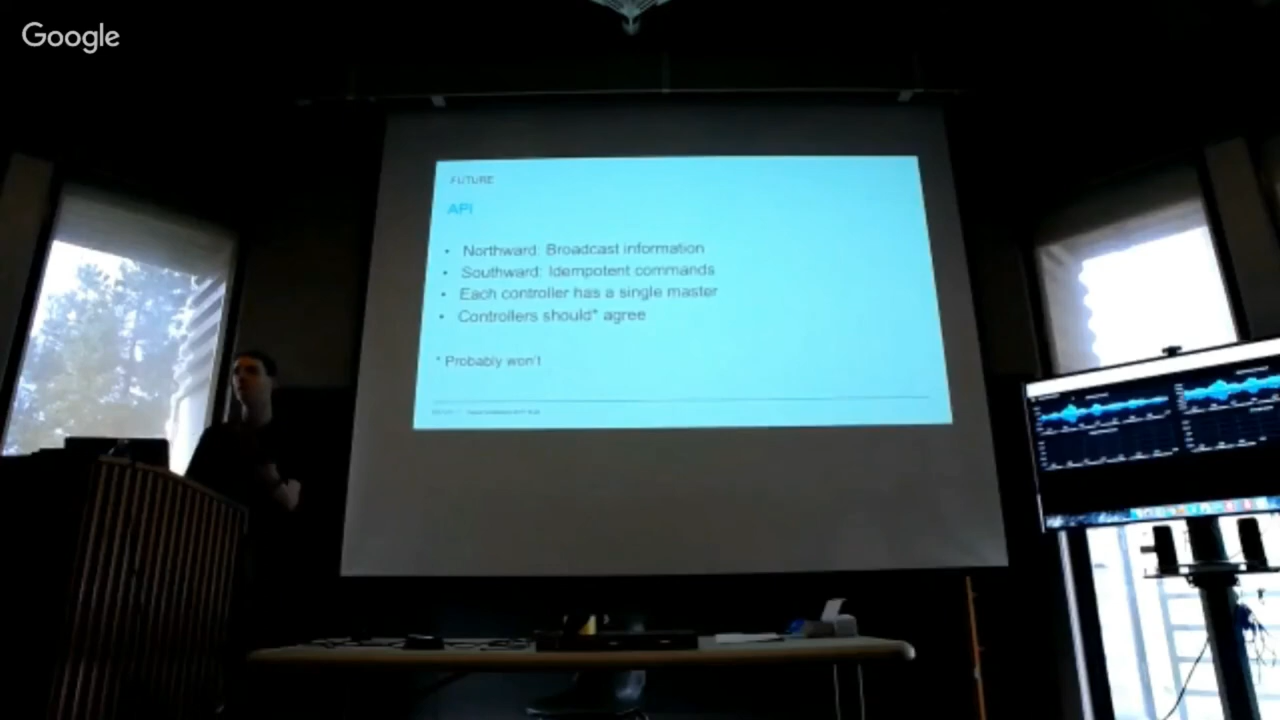 Google
FUTURE
API
• Northward: Broadcast information
• Southward: Idempotent commands
• Each controller has a single master
• Controllers should* agree
* Probably won't